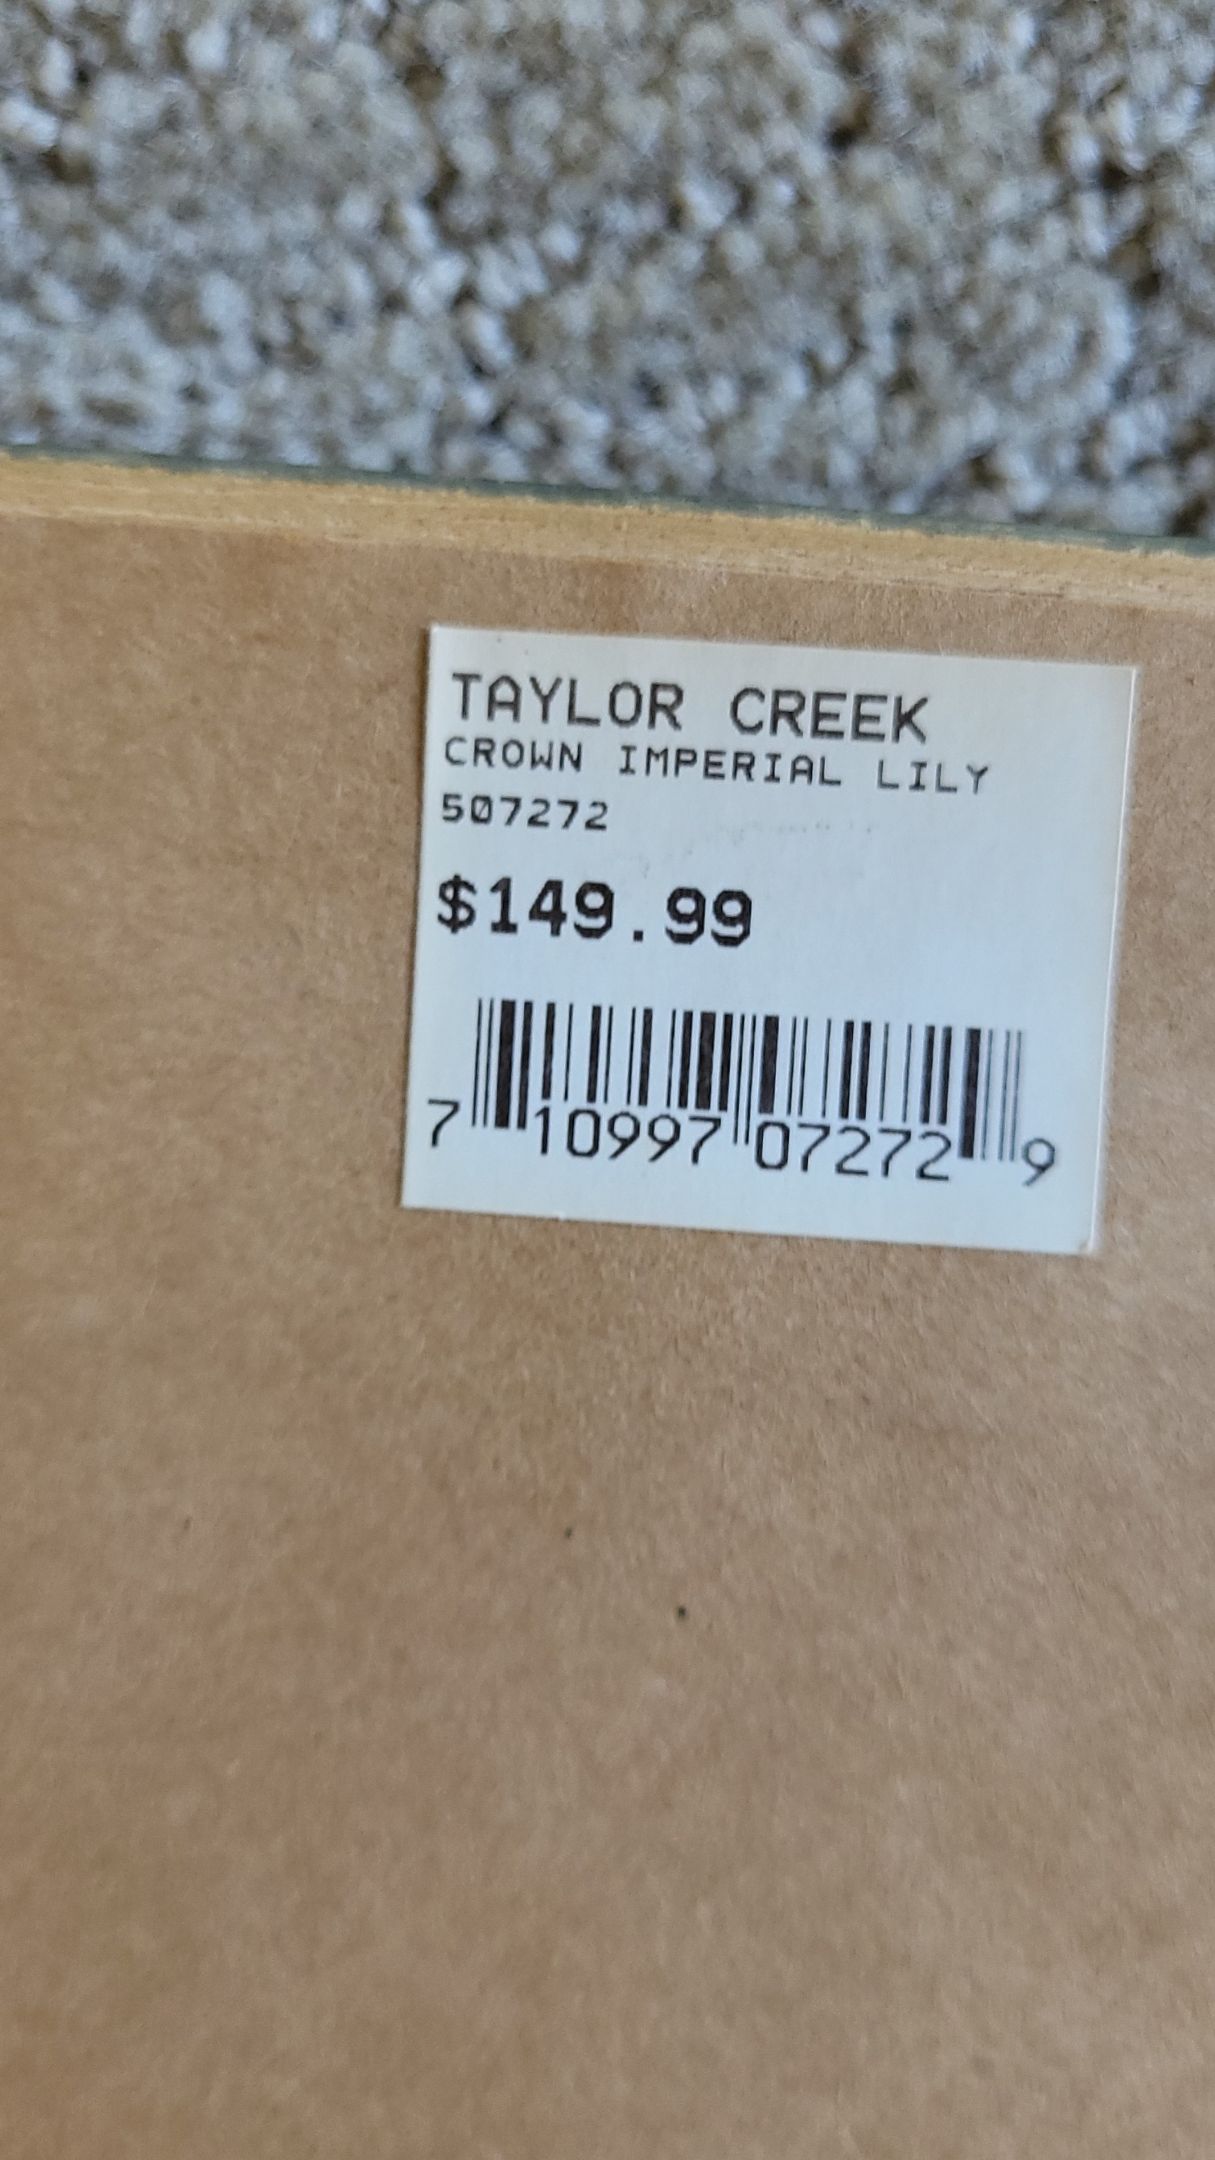 TAYLOR CREEK
CROWN IMPERIAL LILY
507272
$149.99
7 10997 07272 9